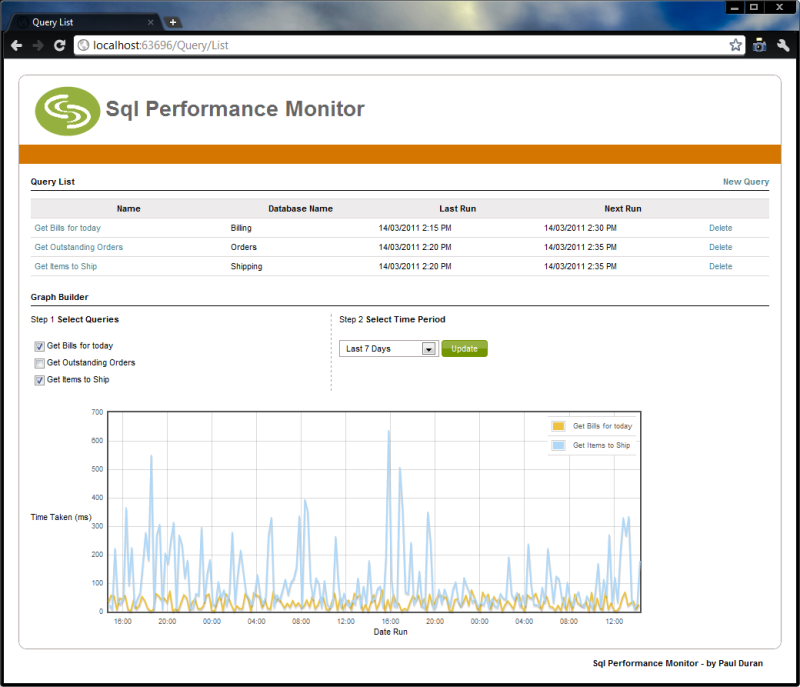 Query List
localhost:63696/Query/List
Sql Performance Monitor
Query List New Query
Name Database Name Last Run Next Run
Get Bills for today Billing 14/03/2011 2:15 PM 14/03/2011 2:30 PM Delete
Get Outstanding Orders Orders 14/03/2011 2:20 PM 14/03/2011 2:35 PM Delete
Get Items to Ship Shipping 14/03/2011 2:20 PM 14/03/2011 2:35 PM Delete
Graph Builder
Step 1 Select Queries
Get Bills for today
Get Outstanding Orders
Get Items to Ship
Step 2 Select Time Period
Last 7 Days Update
700
600
500
400
300
200
100
0
Time Taken (ms)
Get Bills for today
Get Items to Ship
16:00 20:00 00:00 04:00 08:00 12:00 16:00 20:00 00:00 04:00 08:00 12:00
Date Run
Sql Performance Monitor - by Paul Duran